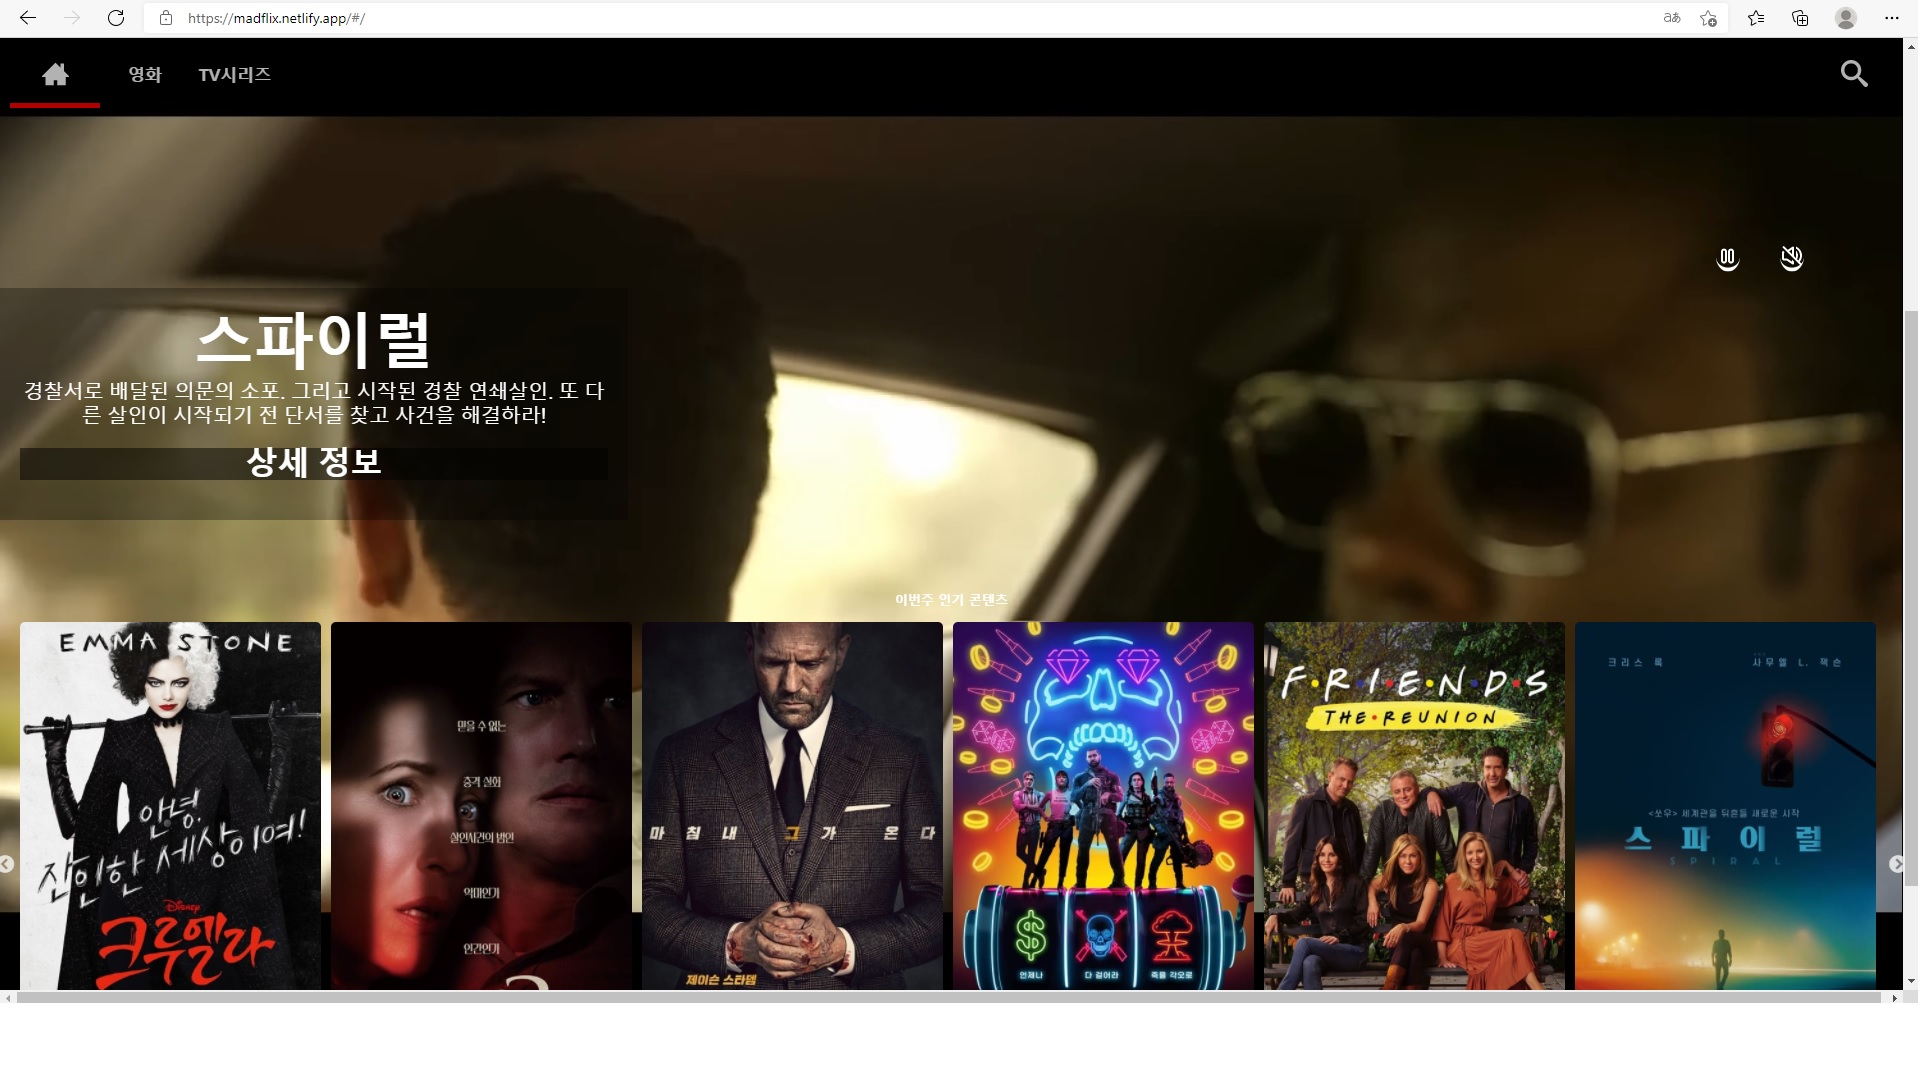 https://madflix.netlify.app/#/
영화
TV시리즈
스파이럴
경찰서로 배달된 의문의 소포. 그리고 시작된 경찰 연쇄살인. 또 다
른 살인이 시작되기 전 단서를 찾고 사건을 해결하라!
상세 정보
이번주 인기 콘텐츠
EMMA STONE
안녕,
잔인한 세상이여!
Disney
크루엘라
믿을 수 없는
충격 실화
살인사건의 범인
악마인가
인간인가
3
마침내 그가 온다
제이슨 스타뎀
언제나
다 걸어라
죽을 각오로
F·R·I·E·N·D·S
THE·REUNION
크리스 록
사무엘 L. 잭슨
<쏘우> 세계관을 뒤흔들 새로운 시작
스파이럴
SPIRAL